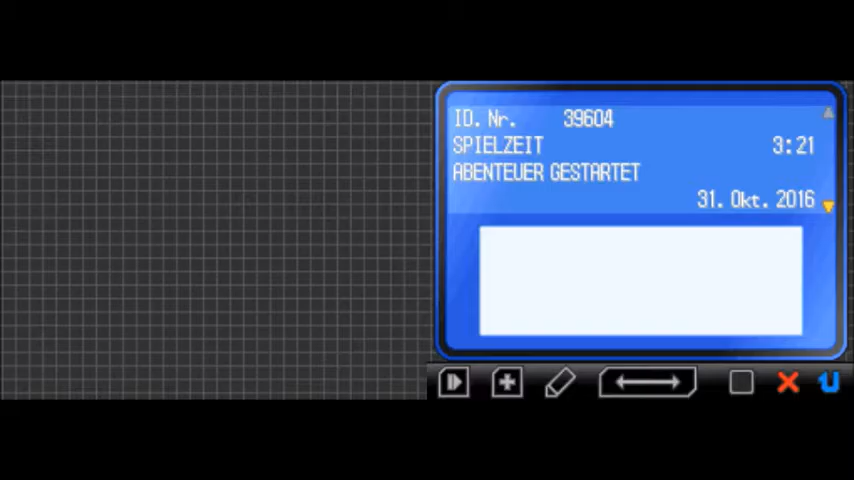 ID. Nr. 39604
SPIELZEIT 3:21
ABENTEUER GESTARTET
31. Okt. 2016